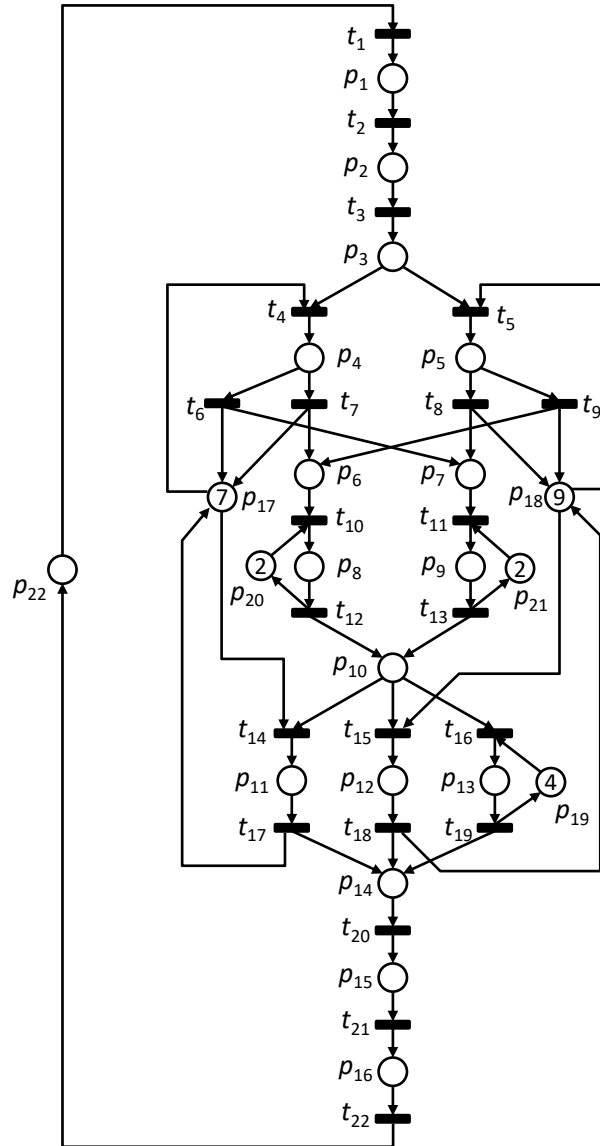 t₁
p₁
t₂
p₂
t₃
p₃
t₄ t₅
p₄ p₅
t₆ t₇ t₈ t₉
p₆ p₇
7 p₁₇ p₁₈ 9
t₁₀ t₁₁
p₂₂ 2 p₈ p₉ 2
p₂₀ p₂₁
t₁₂ t₁₃
p₁₀
t₁₄ t₁₅ t₁₆
p₁₁ p₁₂ p₁₃ 4
p₁₉
t₁₇ t₁₈ t₁₉
p₁₄
t₂₀
p₁₅
t₂₁
p₁₆
t₂₂